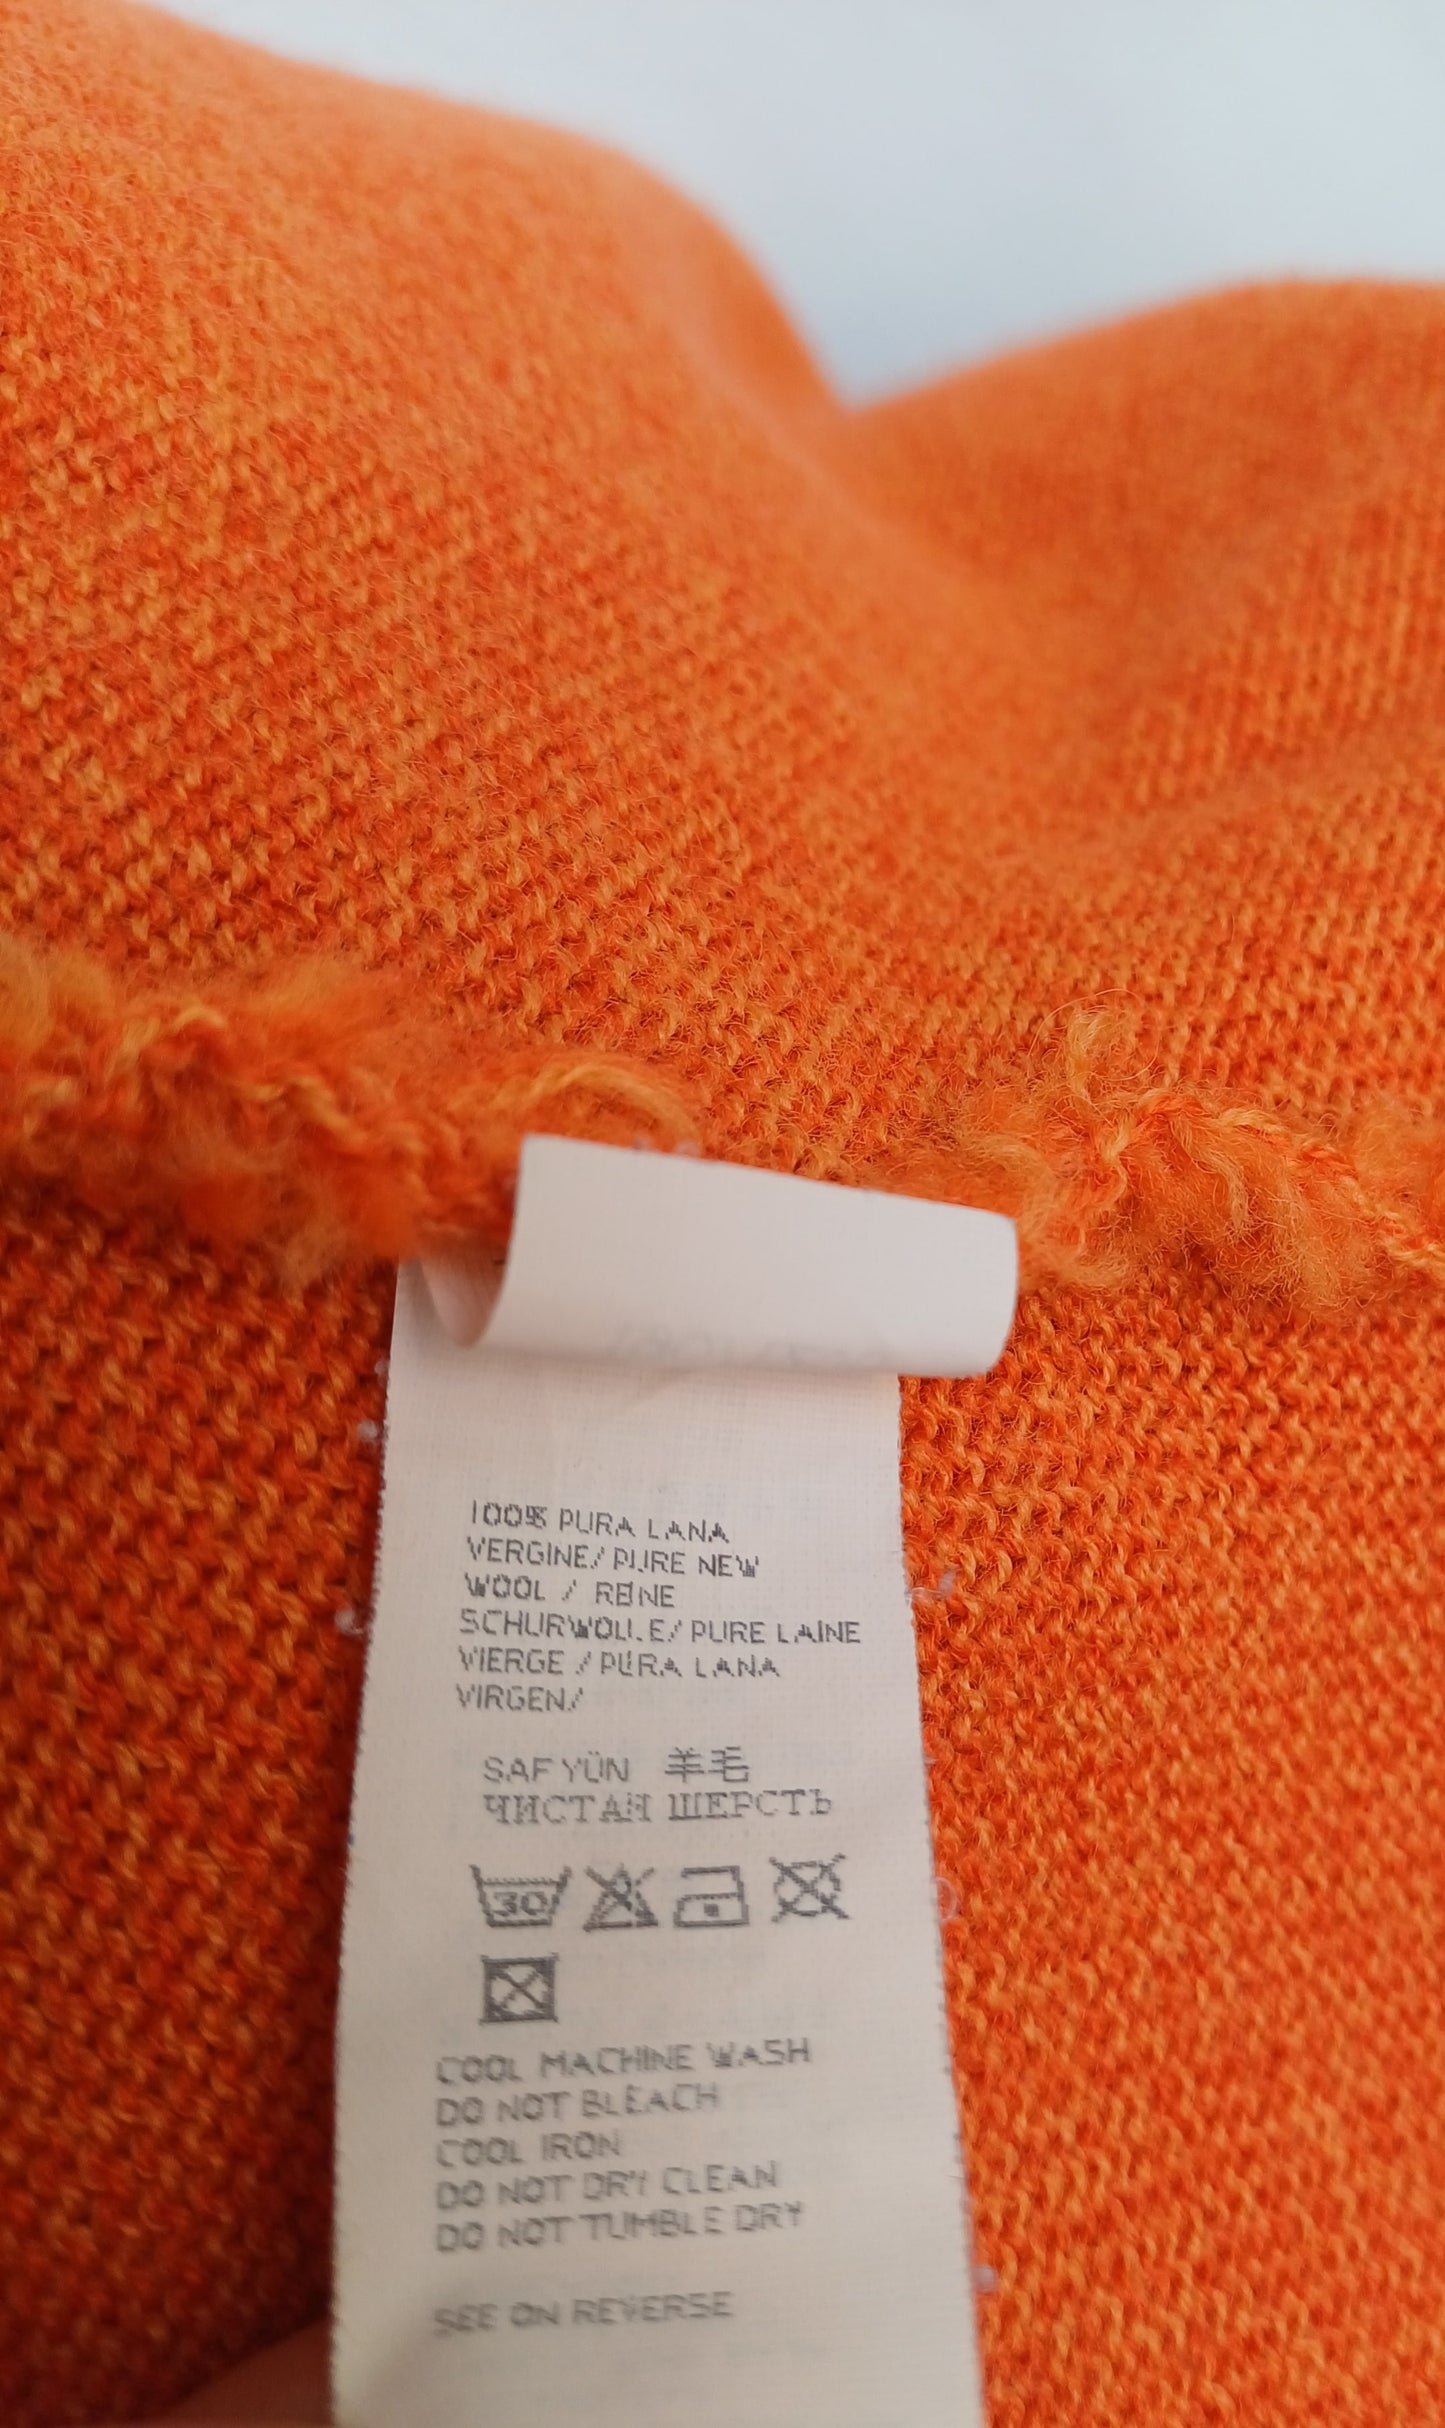 100% PURA LANA
VERGINE/ PURE NEW
WOOL / REINE
SCHURWOLLE/ PURE LAINE
VIERGE / PURA LANA
VIRGEN/
SAF YÜN 羊毛
ЧИСТАЯ ШЕРСТЬ
30
COOL MACHINE WASH
DO NOT BLEACH
COOL IRON
DO NOT DRY CLEAN
DO NOT TUMBLE DRY
SEE ON REVERSE